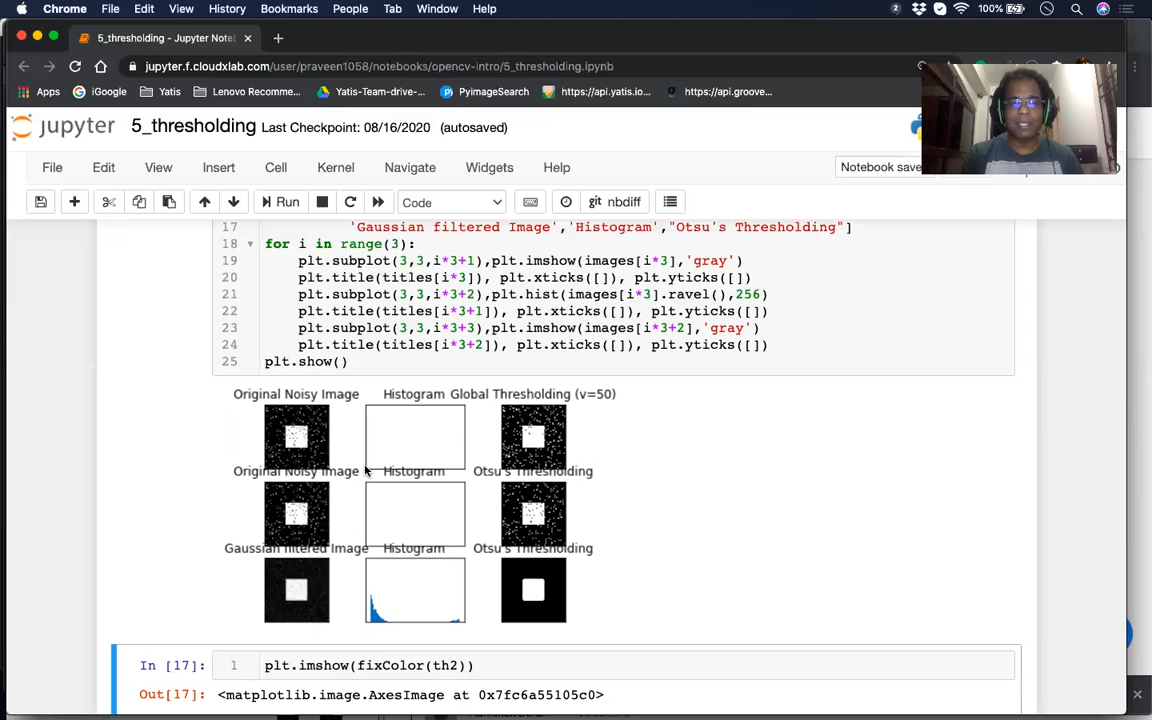 Chrome File Edit View History Bookmarks People Tab Window Help 2 100%
5_thresholding - Jupyter Note
jupyter.f.cloudxlab.com/user/praveen1058/notebooks/opencv-intro/5_thresholding.ipynb
Apps iGoogle Yatis Lenovo Recomme... Yatis-Team-drive-... PyimageSearch https://api.yatis.io... https://api.groove...
jupyter 5_thresholding Last Checkpoint: 08/16/2020 (autosaved)
File Edit View Insert Cell Kernel Navigate Widgets Help Notebook save
Run Code nbdiff
17 'Gaussian filtered Image','Histogram',"Otsu's Thresholding"]
18 for i in range(3):
19 plt.subplot(3,3,i*3+1),plt.imshow(images[i*3],'gray')
20 plt.title(titles[i*3]), plt.xticks([]), plt.yticks([])
21 plt.subplot(3,3,i*3+2),plt.hist(images[i*3].ravel(),256)
22 plt.title(titles[i*3+1]), plt.xticks([]), plt.yticks([])
23 plt.subplot(3,3,i*3+3),plt.imshow(images[i*3+2],'gray')
24 plt.title(titles[i*3+2]), plt.xticks([]), plt.yticks([])
25 plt.show()
Original Noisy Image Histogram Global Thresholding (v=50)
Original Noisy Image Histogram Otsu's Thresholding
Gaussian filtered Image Histogram Otsu's Thresholding
In [17]: 1 plt.imshow(fixColor(th2))
Out[17]: <matplotlib.image.AxesImage at 0x7fc6a55105c0>